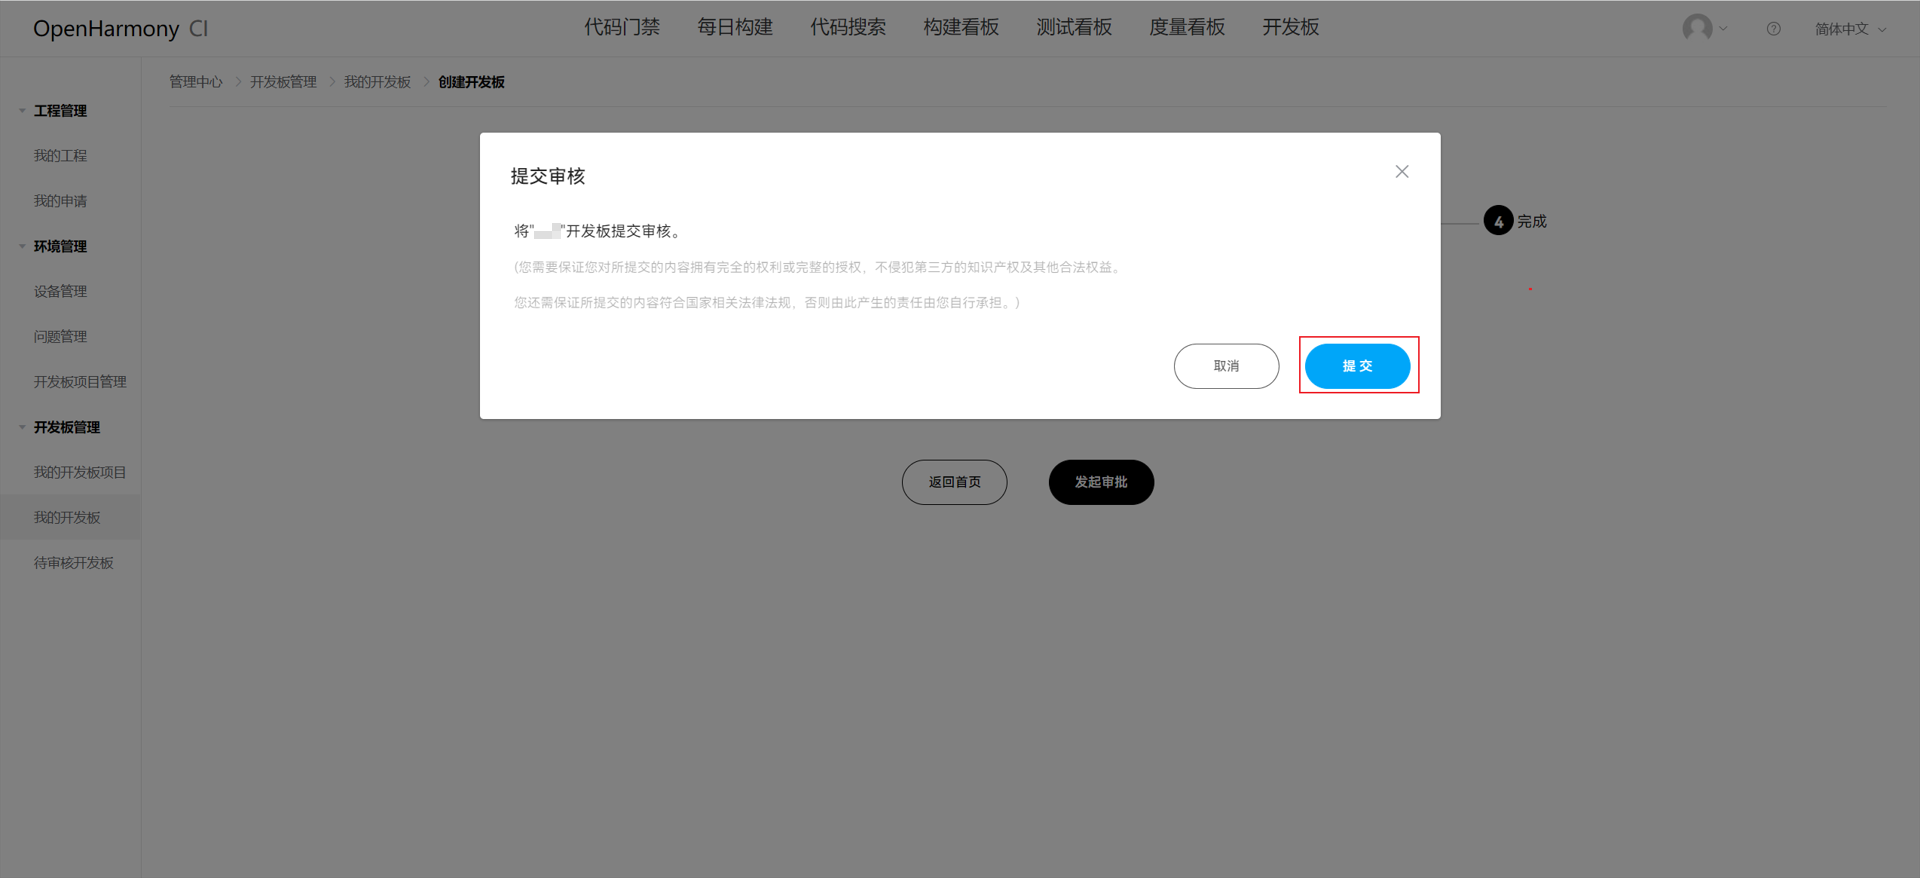 OpenHarmony CI
代码门禁 每日构建 代码搜索 构建看板 测试看板 度量看板 开发板
简体中文
管理中心 > 开发板管理 > 我的开发板 > 创建开发板
工程管理
我的工程
我的申请
环境管理
设备管理
问题管理
开发板项目管理
开发板管理
我的开发板项目
我的开发板
待审核开发板
提交审核
将" "开发板提交审核。
(您需要保证您对所提交的内容拥有完全的权利或完整的授权，不侵犯第三方的知识产权及其他合法权益。
您还需保证所提交的内容符合国家相关法律法规，否则由此产生的责任由您自行承担。)
取消
提 交
4 完成
返回首页
发起审批